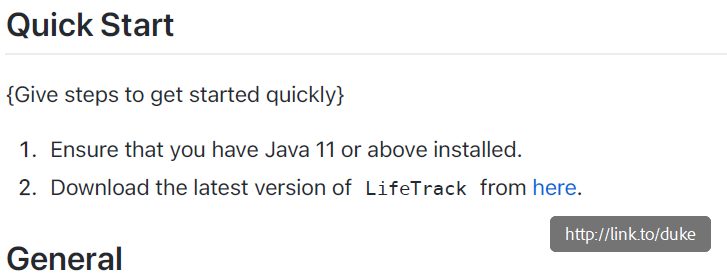 Quick Start
{Give steps to get started quickly}
1. Ensure that you have Java 11 or above installed.
2. Download the latest version of LifeTrack from here.
http://link.to/duke
General